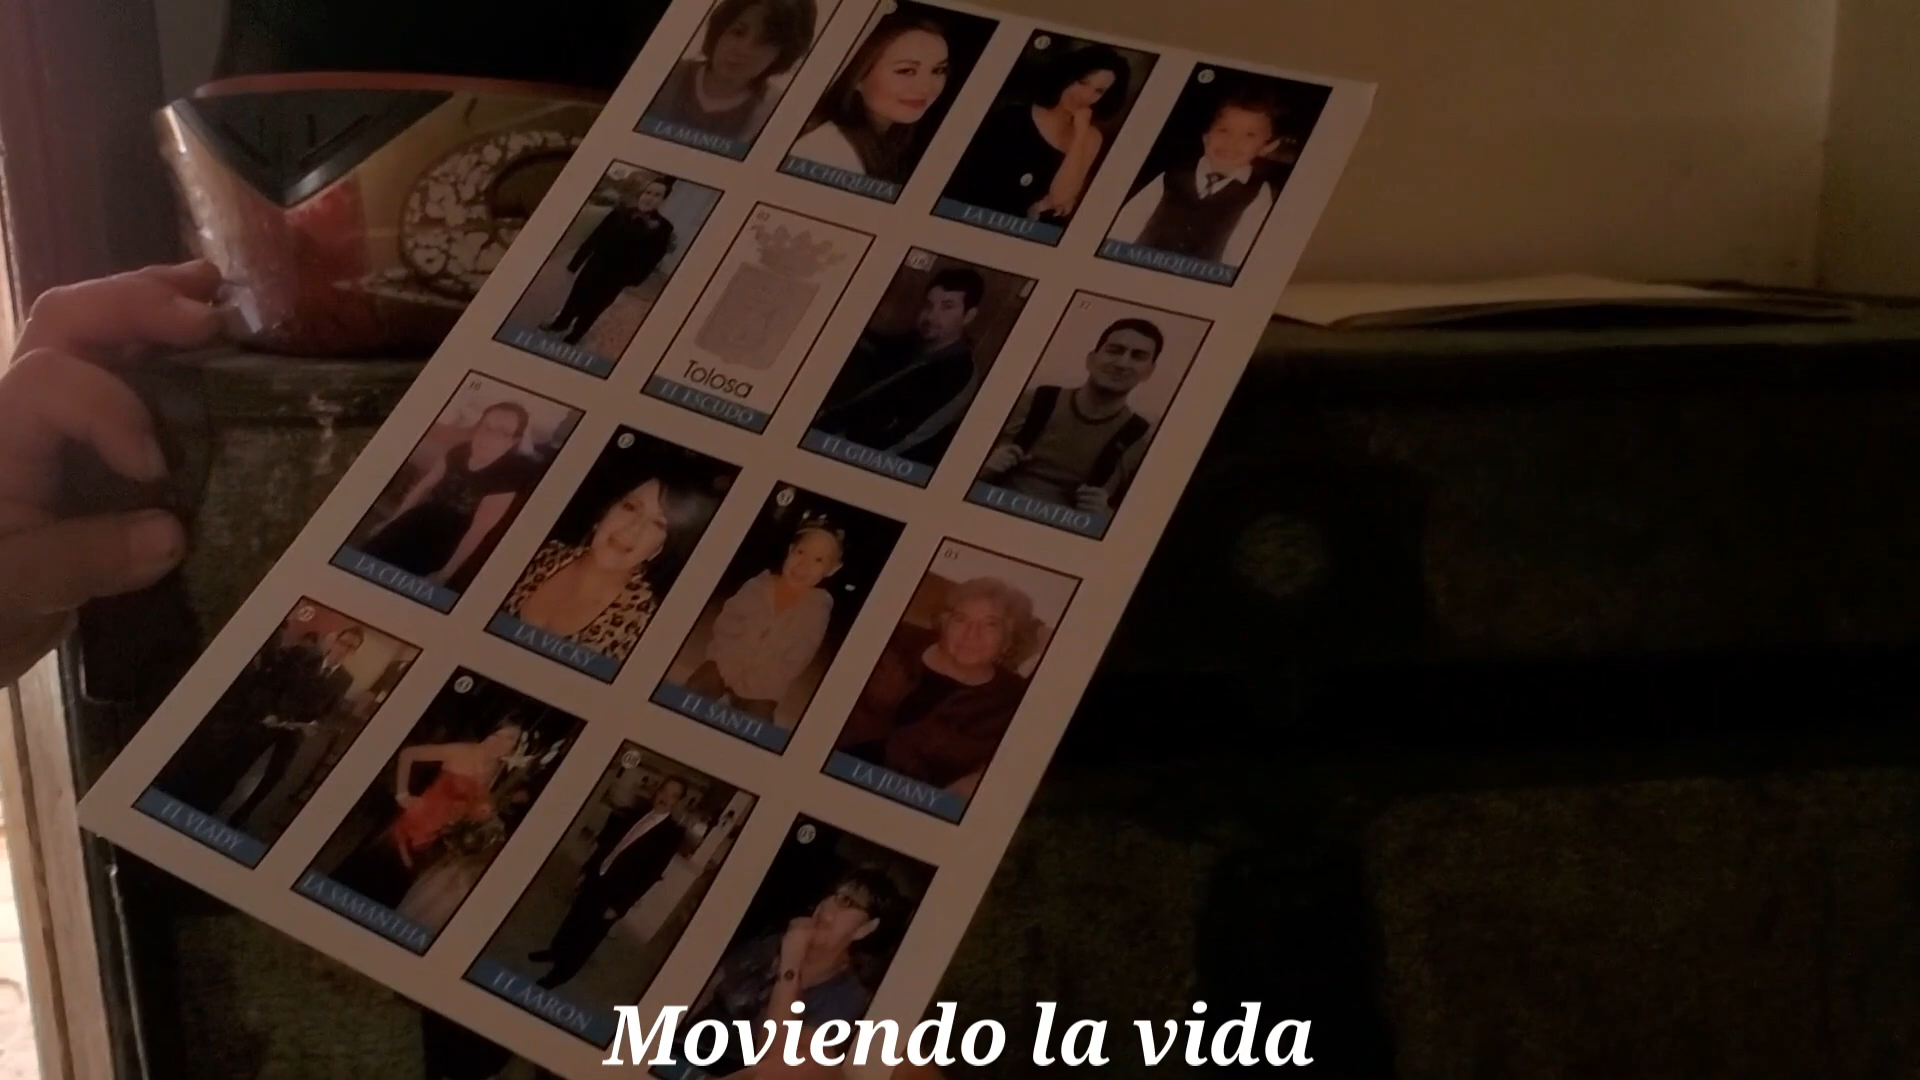 LA MANUS
LA CHIQUITA
LA LULU
EL MARQUITOS
EL AMHET
Tolosa
EL ESCUDO
EL GUANO
EL CUATRO
LA CHATA
LA VICKY
EL SANTI
LA JUANY
EL VLADY
LA SAMANTHA
EL AARON
Moviendo la vida